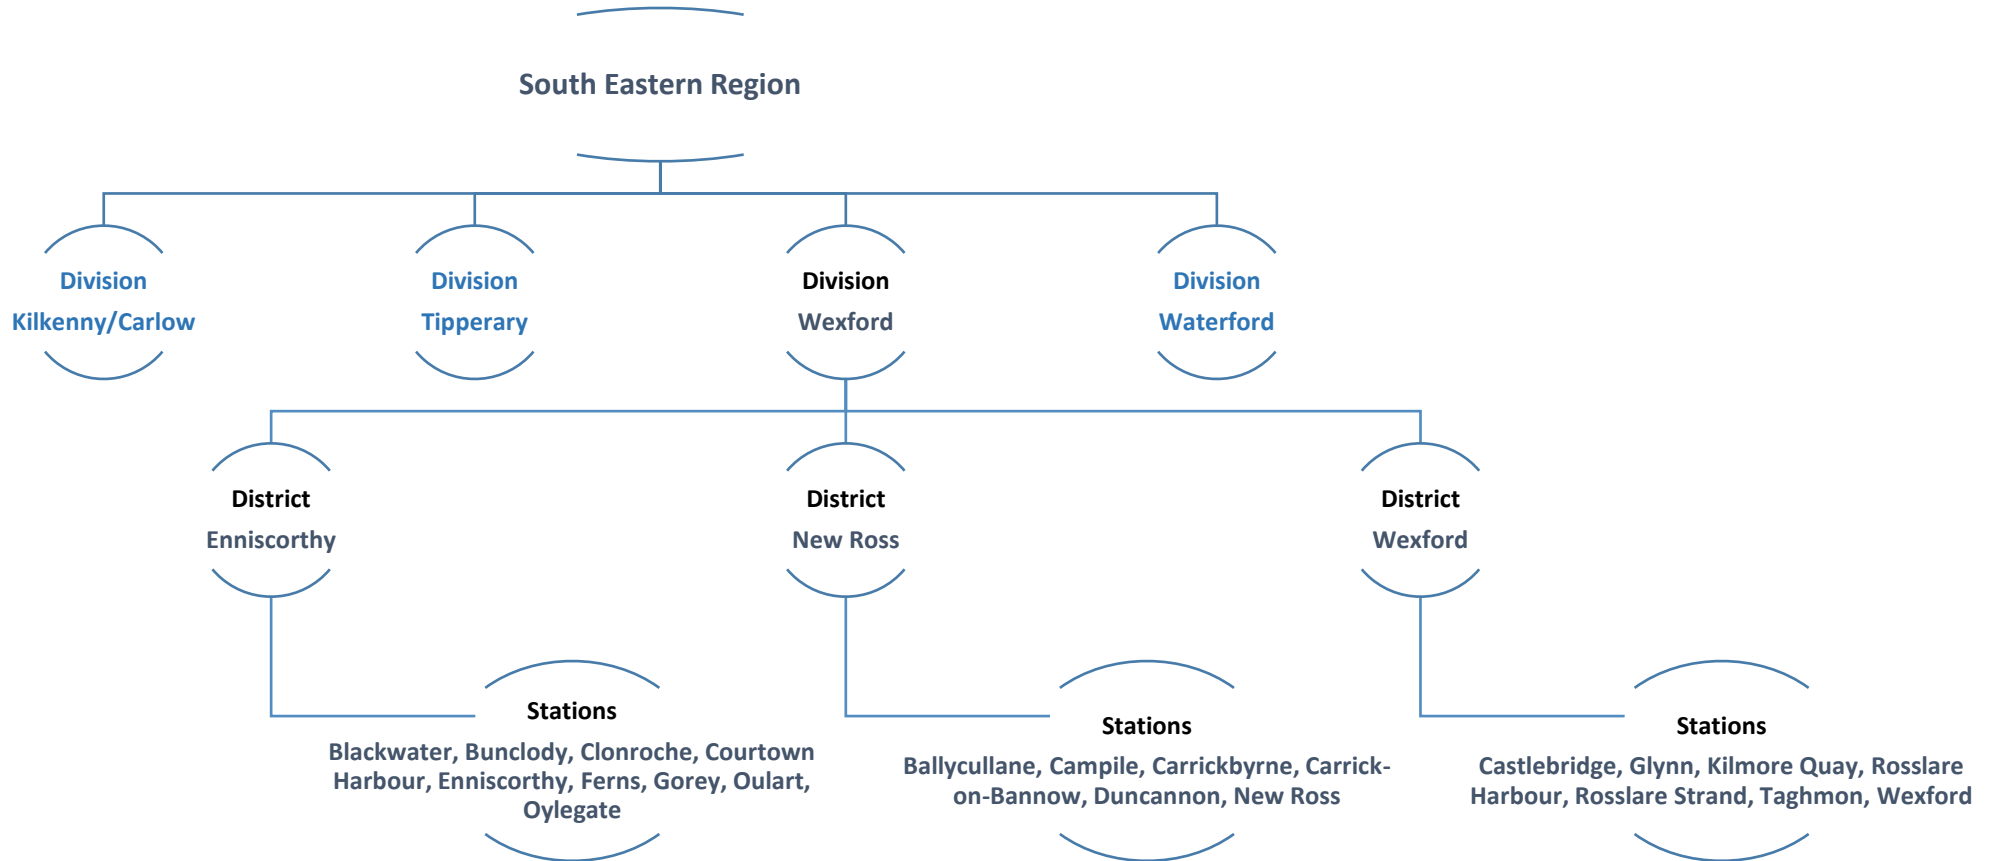 South Eastern Region
Division
Kilkenny/Carlow
Division
Tipperary
Division
Wexford
Division
Waterford
District
Enniscorthy
District
New Ross
District
Wexford
Stations
Blackwater, Bunclody, Clonroche, Courtown
Harbour, Enniscorthy, Ferns, Gorey, Oulart,
Oylegate
Stations
Ballycullane, Campile, Carrickbyrne, Carrick-
on-Bannow, Duncannon, New Ross
Stations
Castlebridge, Glynn, Kilmore Quay, Rosslare
Harbour, Rosslare Strand, Taghmon, Wexford